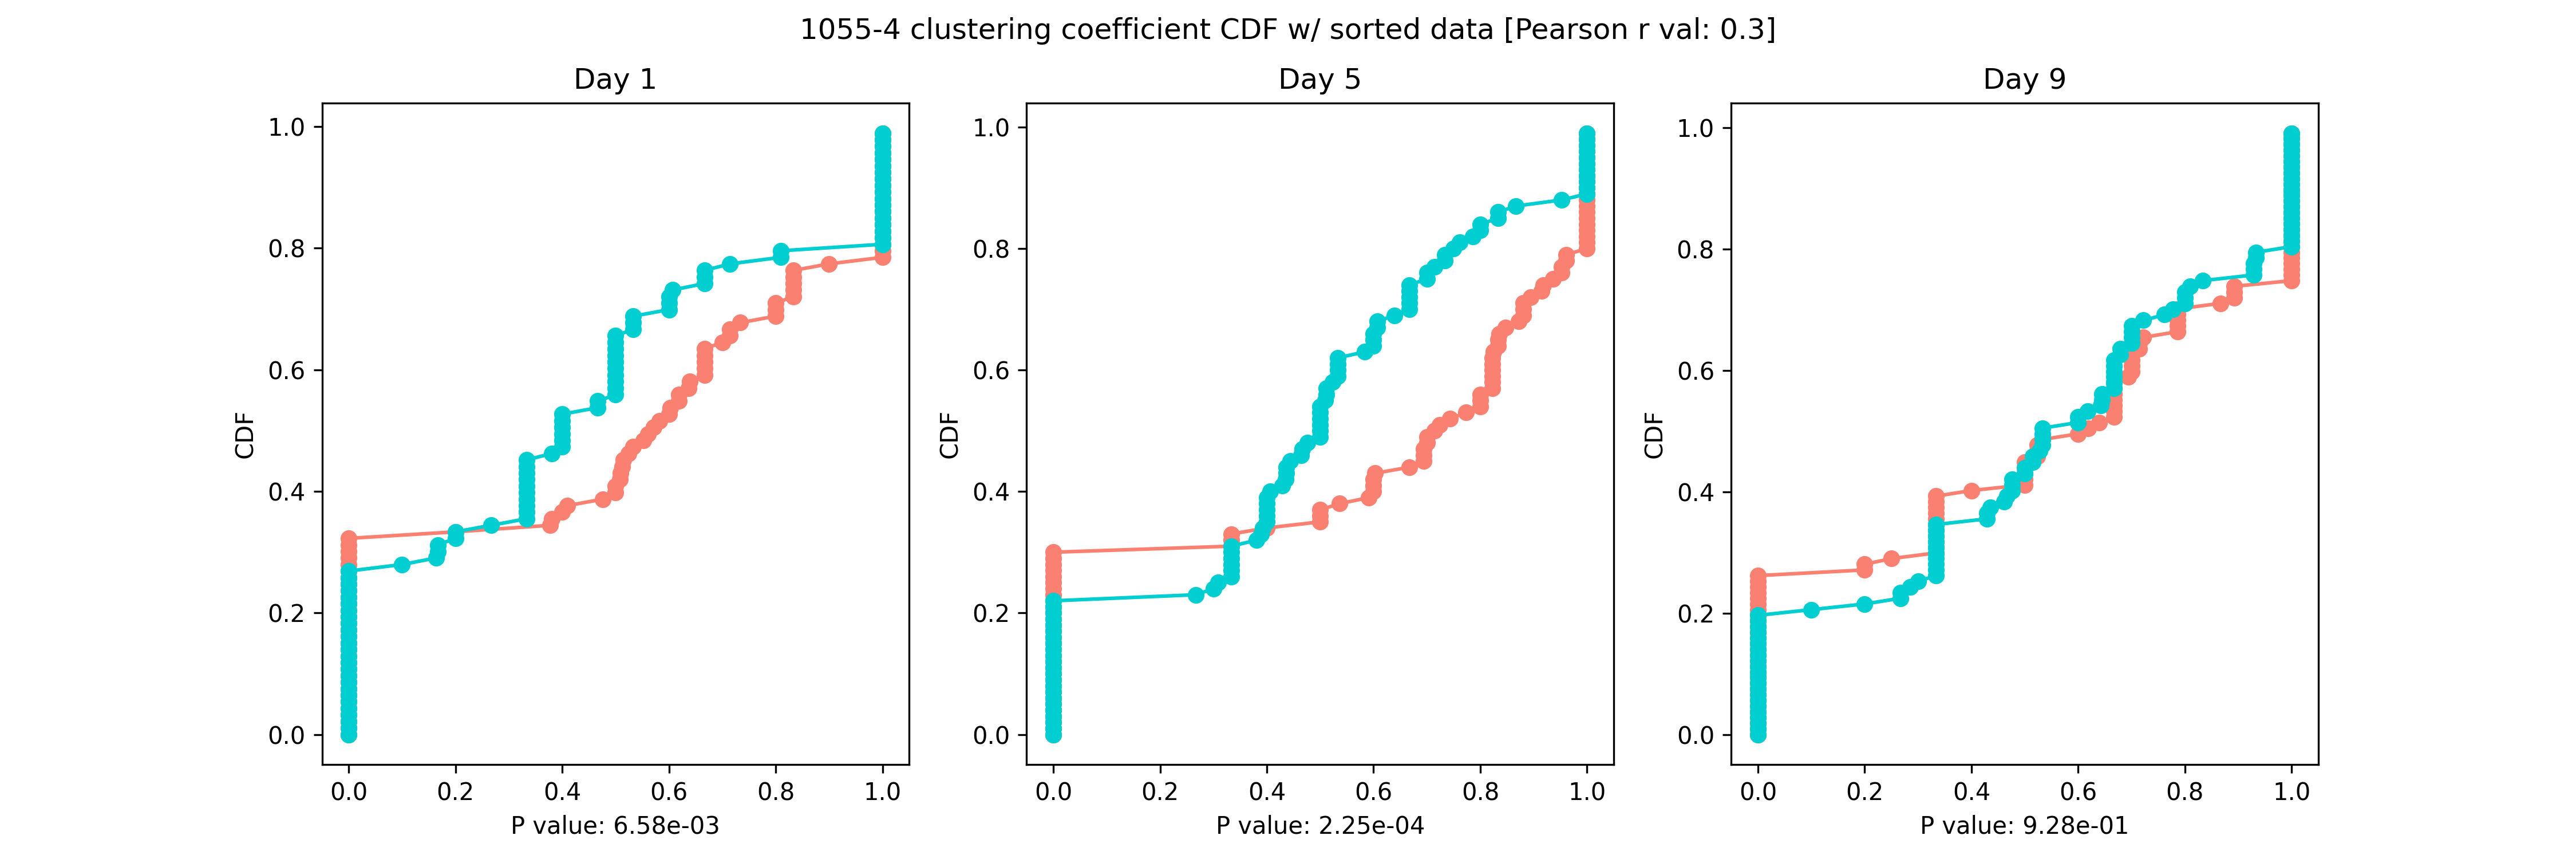 1055-4 clustering coefficient CDF w/ sorted data [Pearson r val: 0.3]
Day 1
1.0
0.8
0.6
0.4
0.2
0.0
CDF
0.0 0.2 0.4 0.6 0.8 1.0
P value: 6.58e-03
Day 5
1.0
0.8
0.6
0.4
0.2
0.0
CDF
0.0 0.2 0.4 0.6 0.8 1.0
P value: 2.25e-04
Day 9
1.0
0.8
0.6
0.4
0.2
0.0
CDF
0.0 0.2 0.4 0.6 0.8 1.0
P value: 9.28e-01